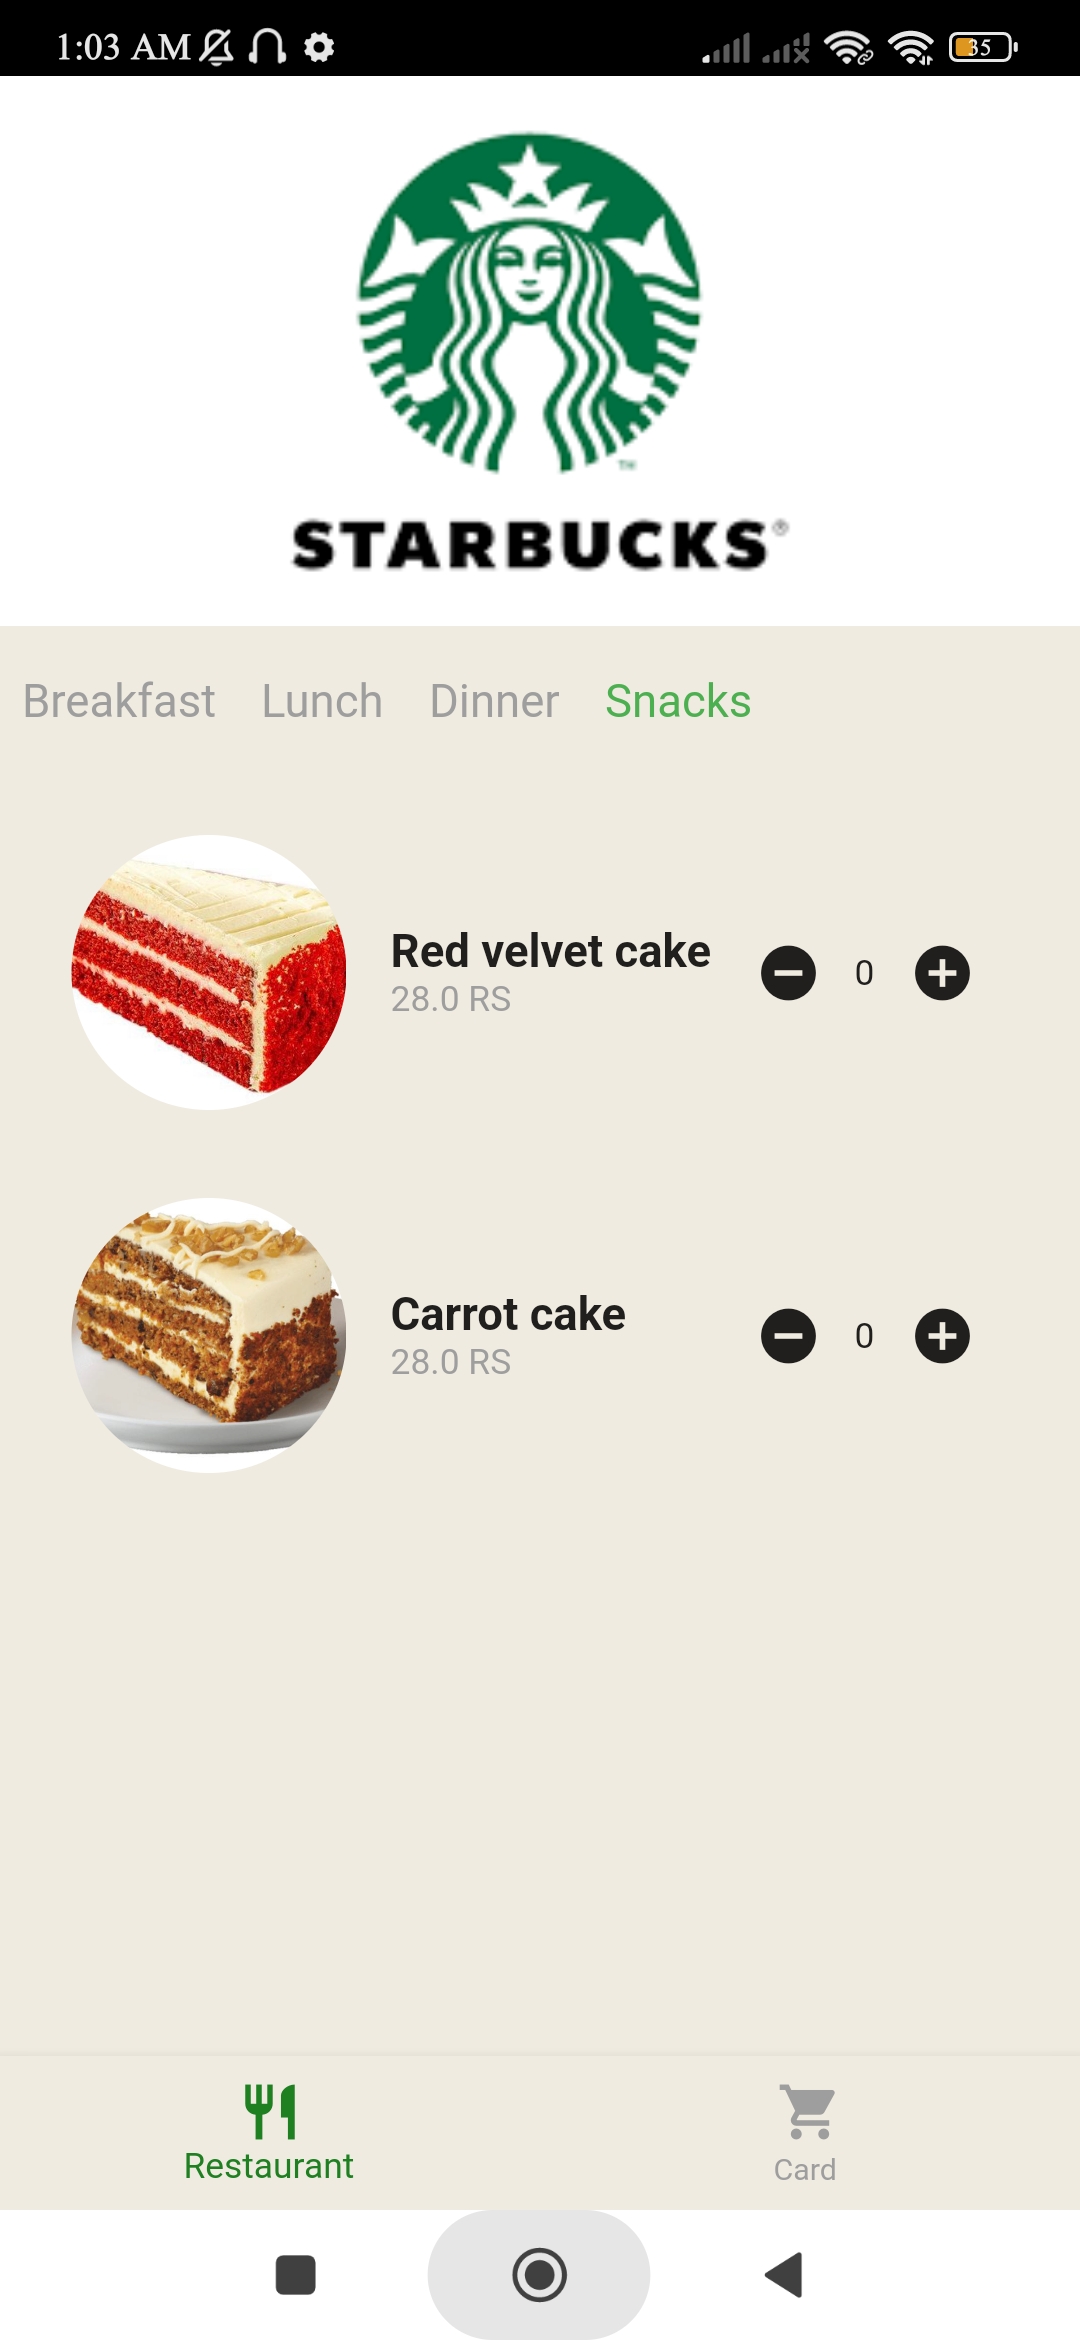 1:03 AM
35
TM
STARBUCKS®
Breakfast Lunch Dinner Snacks
Red velvet cake
28.0 RS
0
Carrot cake
28.0 RS
0
Restaurant
Card